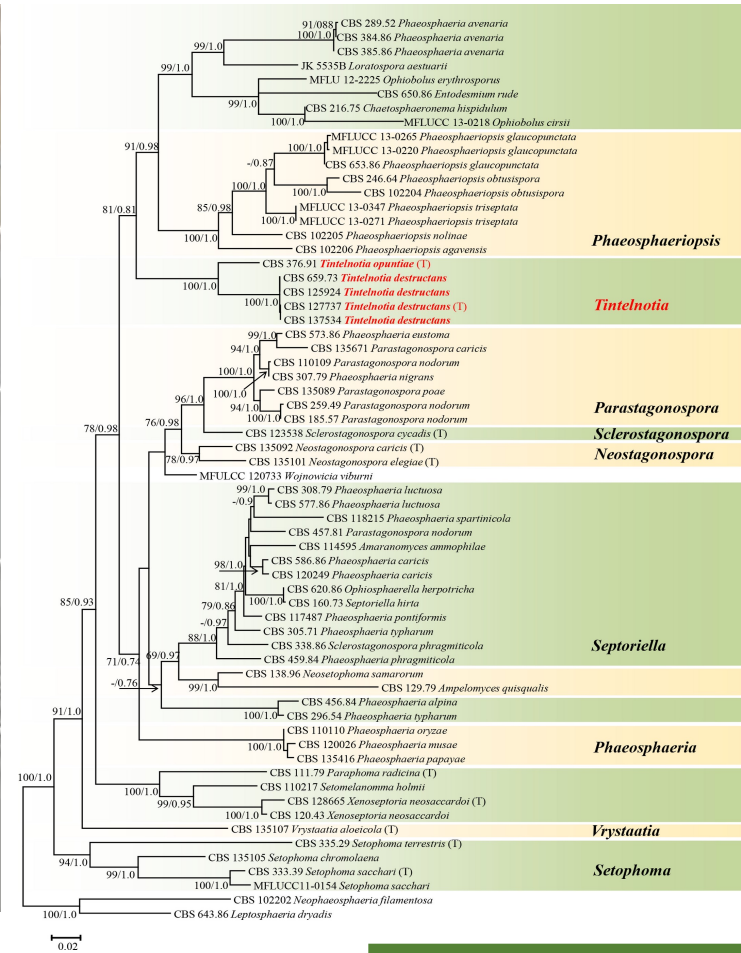 91/088
CBS 289.52 Phaeosphaeria avenaria
100/1.0
CBS 384.86 Phaeosphaeria avenaria
99/1.0
CBS 385.86 Phaeosphaeria avenaria
99/1.0
JK 5535B Loratospora aestuarii
MFLU 12-2225 Ophiobolus erythrosporus
CBS 650.86 Entodesmium rude
99/1.0
CBS 216.75 Chaetosphaeronema hispidulum
100/1.0
MFLUCC 13-0218 Ophiobolus cirsii
MFLUCC 13-0265 Phaeosphaeriopsis glaucopunctata
100/1.0
MFLUCC 13-0220 Phaeosphaeriopsis glaucopunctata
91/0.98
-/0.87
CBS 653.86 Phaeosphaeriopsis glaucopunctata
CBS 246.64 Phaeosphaeriopsis obtusispora
100/1.0
100/1.0
CBS 102204 Phaeosphaeriopsis obtusispora
81/0.81
85/0.98
MFLUCC 13-0347 Phaeosphaeriopsis triseptata
100/1.0
MFLUCC 13-0271 Phaeosphaeriopsis triseptata
100/1.0
CBS 102205 Phaeosphaeriopsis nolinae
Phaeosphaeriopsis
CBS 102206 Phaeosphaeriopsis agavensis
CBS 376.91 Tintelnotia opuntiae (T)
100/1.0
CBS 659.73 Tintelnotia destructans
CBS 125924 Tintelnotia destructans
100/1.0
CBS 127737 Tintelnotia destructans (T)
Tintelnotia
CBS 137534 Tintelnotia destructans
99/1.0
CBS 573.86 Phaeosphaeria eustoma
94/1.0
CBS 135671 Parastagonospora caricis
CBS 110109 Parastagonospora nodorum
100/1.0
CBS 307.79 Phaeosphaeria nigrans
100/1.0
CBS 135089 Parastagonospora poae
96/1.0
94/1.0
CBS 259.49 Parastagonospora nodorum
Parastagonospora
100/1.0
CBS 185.57 Parastagonospora nodorum
78/0.98
76/0.98
CBS 123538 Sclerostagonospora cycadis (T)
Sclerostagonospora
CBS 135092 Neostagonospora caricis (T)
Neostagonospora
78/0.97
CBS 135101 Neostagonospora elegiae (T)
MFULCC 120733 Wojnowicia viburni
99/1.0
CBS 308.79 Phaeosphaeria luctuosa
-/0.9
CBS 577.86 Phaeosphaeria luctuosa
CBS 118215 Phaeosphaeria spartinicola
CBS 457.81 Parastagonospora nodorum
CBS 114595 Amaranomyces ammophilae
98/1.0
CBS 586.86 Phaeosphaeria caricis
CBS 120249 Phaeosphaeria caricis
81/1.0
CBS 620.86 Ophiosphaerella herpotricha
100/1.0
CBS 160.73 Septoriella hirta
85/0.93
79/0.86
CBS 117487 Phaeosphaeria pontiformis
-/0.97
CBS 305.71 Phaeosphaeria typharum
88/1.0
CBS 338.86 Sclerostagonospora phragmiticola
Septoriella
69/0.97
CBS 459.84 Phaeosphaeria phragmiticola
71/0.74
CBS 138.96 Neosetophoma samarorum
-/0.76
99/1.0
CBS 129.79 Ampelomyces quisqualis
CBS 456.84 Phaeosphaeria alpina
100/1.0
CBS 296.54 Phaeosphaeria typharum
91/1.0
CBS 110110 Phaeosphaeria oryzae
CBS 120026 Phaeosphaeria musae
Phaeosphaeria
100/1.0
CBS 135416 Phaeosphaeria papayae
100/1.0
CBS 111.79 Paraphoma radicina (T)
100/1.0
CBS 110217 Setomelanomma holmii
99/0.95
CBS 128665 Xenoseptoria neosaccardoi (T)
100/1.0
CBS 120.43 Xenoseptoria neosaccardoi
CBS 135107 Vrystaatia aloeicola (T)
Vrystaatia
CBS 335.29 Setophoma terrestris (T)
94/1.0
CBS 135105 Setophoma chromolaena
99/1.0
CBS 333.39 Setophoma sacchari (T)
Setophoma
100/1.0
MFLUCC11-0154 Setophoma sacchari
CBS 102202 Neophaeosphaeria filamentosa
100/1.0
CBS 643.86 Leptosphaeria dryadis
0.02